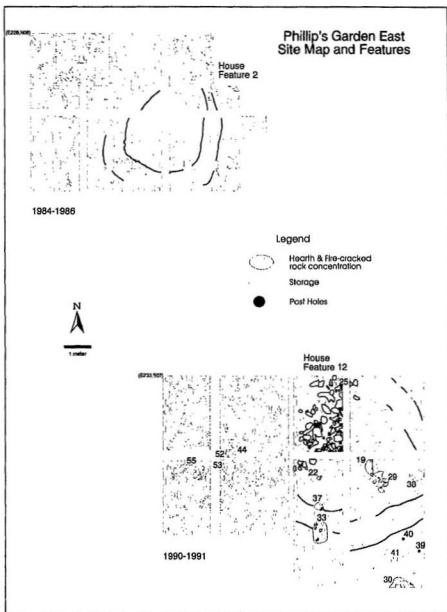 Phillip's Garden East
Site Map and Features
House
Feature 2
1984-1986
Legend
Hearth & Fire-cracked
rock concentration
Storage
Post Holes
N
1 meter
House
Feature 12
25
44
52
53
55
22
19
29
38
37
33
40
39
41
30
1990-1991